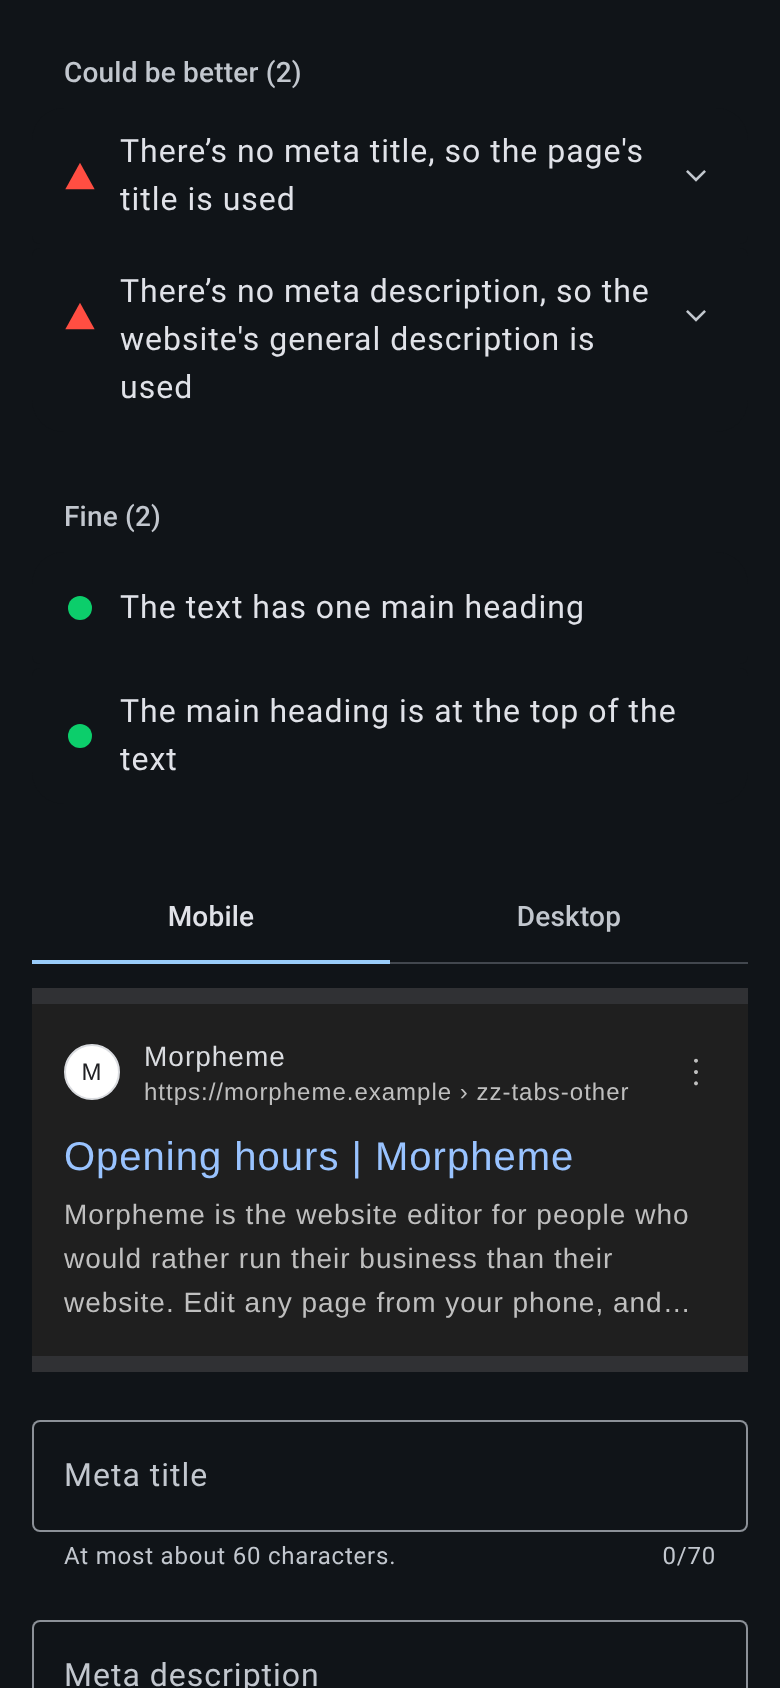 Could be better (2)
There’s no meta title, so the page's
title is used
There’s no meta description, so the
website's general description is
used
Fine (2)
The text has one main heading
The main heading is at the top of the
text
Mobile
Desktop
M
Morpheme
https://morpheme.example › zz-tabs-other
Opening hours | Morpheme
Morpheme is the website editor for people who
would rather run their business than their
website. Edit any page from your phone, and...
Meta title
At most about 60 characters.
0/70
Meta description